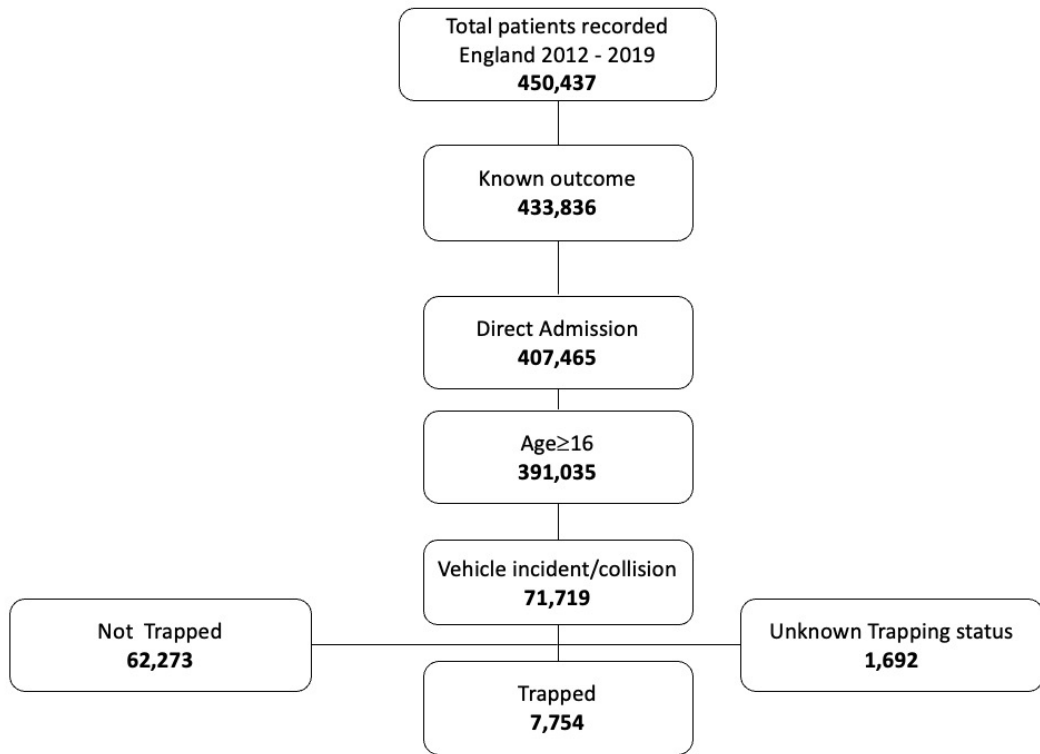 Total patients recorded
England 2012 - 2019
450,437
Known outcome
433,836
Direct Admission
407,465
Age≥16
391,035
Vehicle incident/collision
71,719
Not Trapped
62,273
Unknown Trapping status
1,692
Trapped
7,754